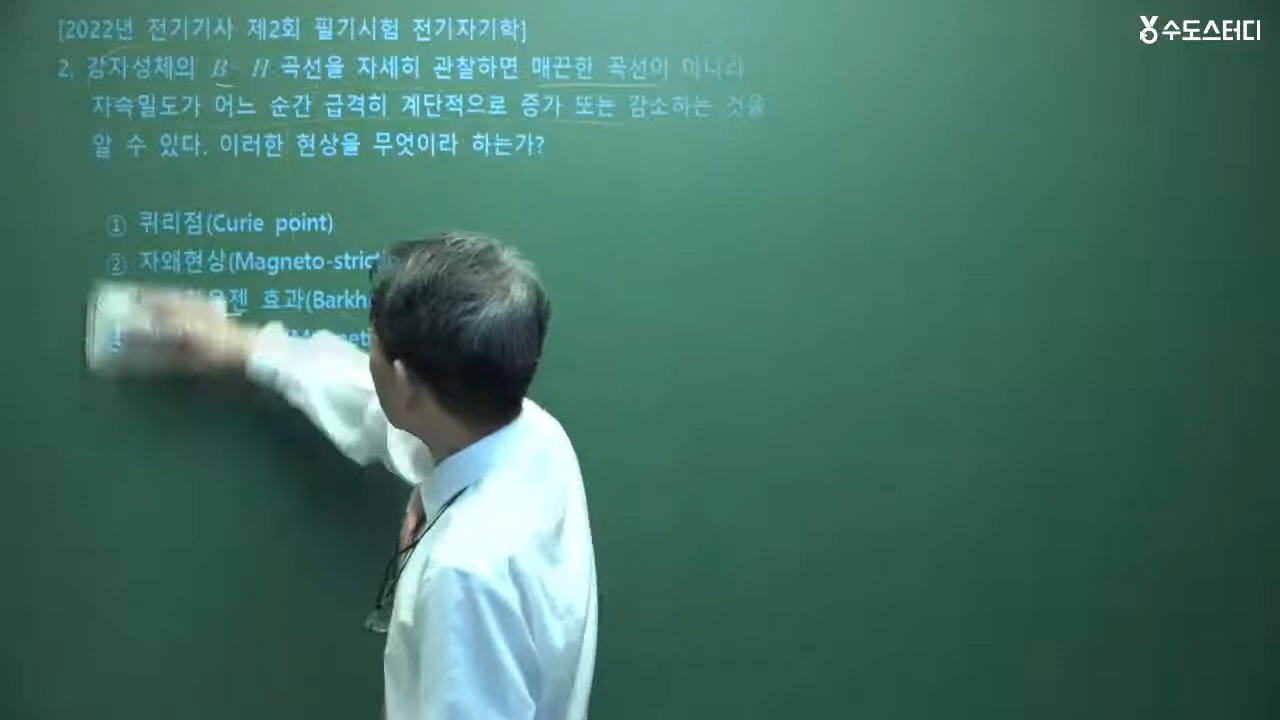 [2022년 전기기사 제2회 필기시험 전기자기학]
수도스터디
2. 강자성체의 B-H 곡선을 자세히 관찰하면 매끈한 곡선이 아니라
자속밀도가 어느 순간 급격히 계단적으로 증가 또는 감소하는 것을
알 수 있다. 이러한 현상을 무엇이라 하는가?
① 퀴리점(Curie point)
② 자왜현상(Magneto-stricti
젠 효과(Barkh